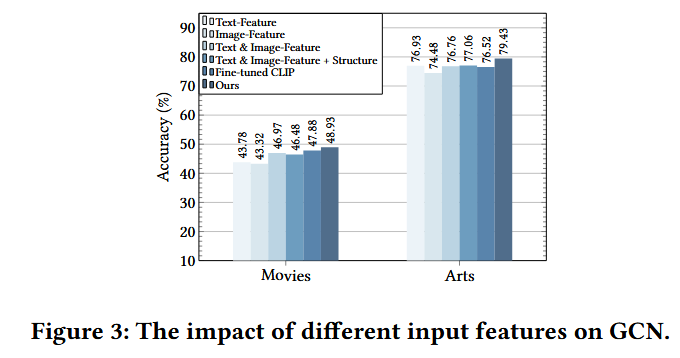 90
80
70
60
50
40
30
20
10
Accuracy (%)
Text-Feature
Image-Feature
Text & Image-Feature
Text & Image-Feature + Structure
Fine-tuned CLIP
Ours
43.78
43.32
46.97
46.48
47.88
48.93
76.93
74.48
76.76
77.06
76.52
79.43
Movies
Arts
Figure 3: The impact of different input features on GCN.